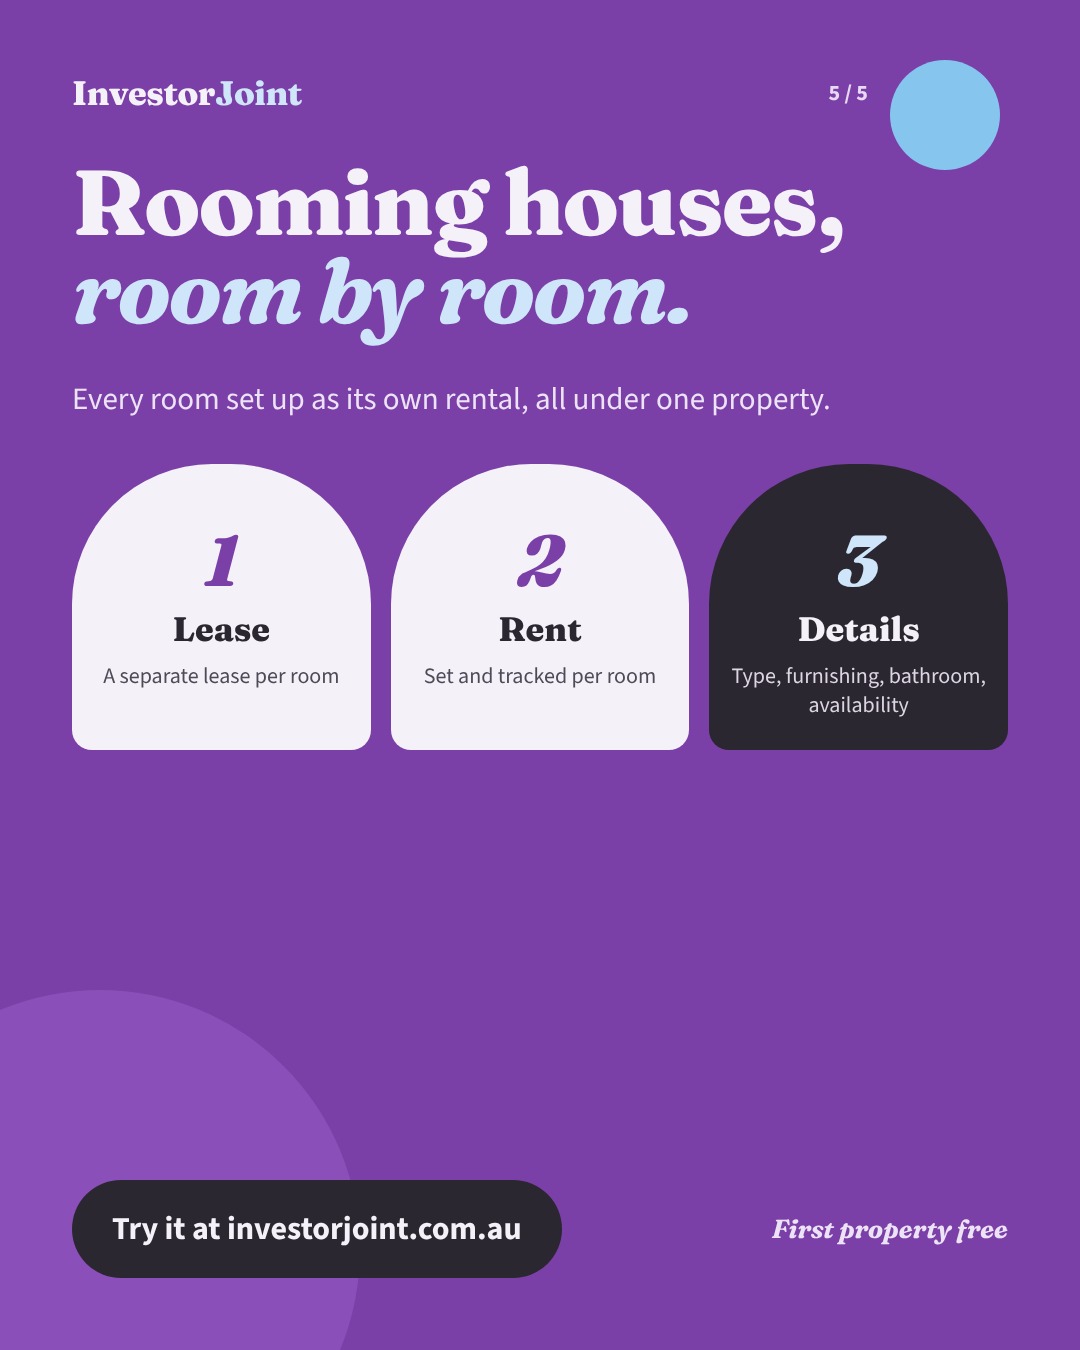 InvestorJoint
5 / 5
Rooming houses,
room by room.
Every room set up as its own rental, all under one property.
1
Lease
A separate lease per room
2
Rent
Set and tracked per room
3
Details
Type, furnishing, bathroom,
availability
Try it at investorjoint.com.au
First property free